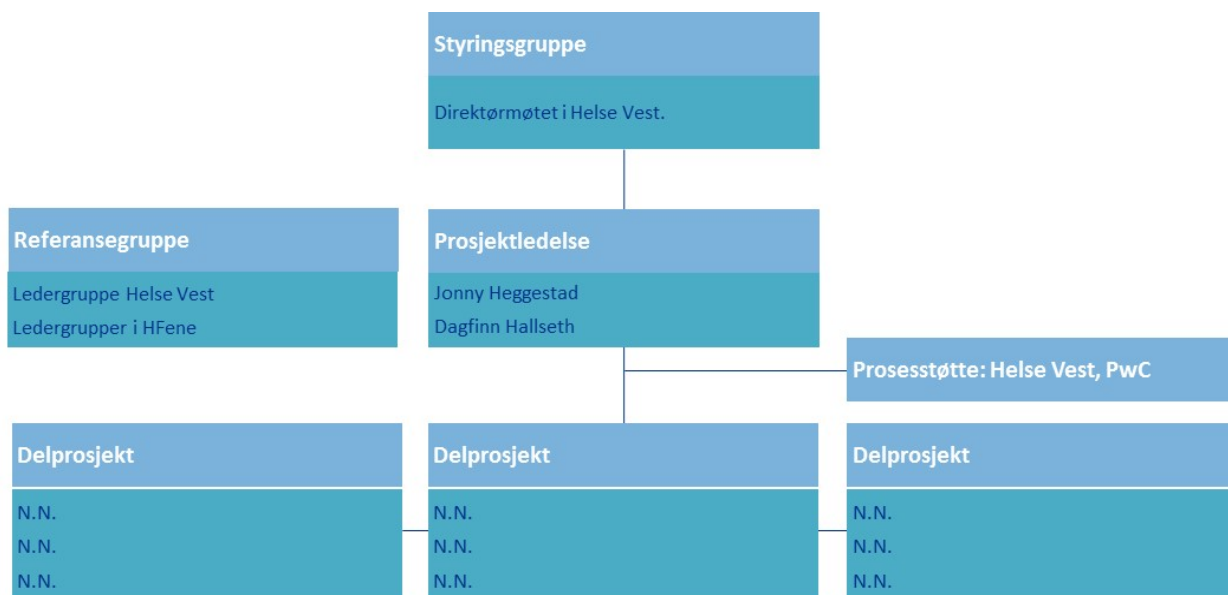 Styringsgruppe
Direktørmøtet i Helse Vest.
Referansegruppe
Ledergruppe Helse Vest
Ledergrupper i HFene
Prosjektledelse
Jonny Heggestad
Dagfinn Hallseth
Prosesstøtte: Helse Vest, PwC
Delprosjekt
N.N.
N.N.
N.N.
Delprosjekt
N.N.
N.N.
N.N.
Delprosjekt
N.N.
N.N.
N.N.